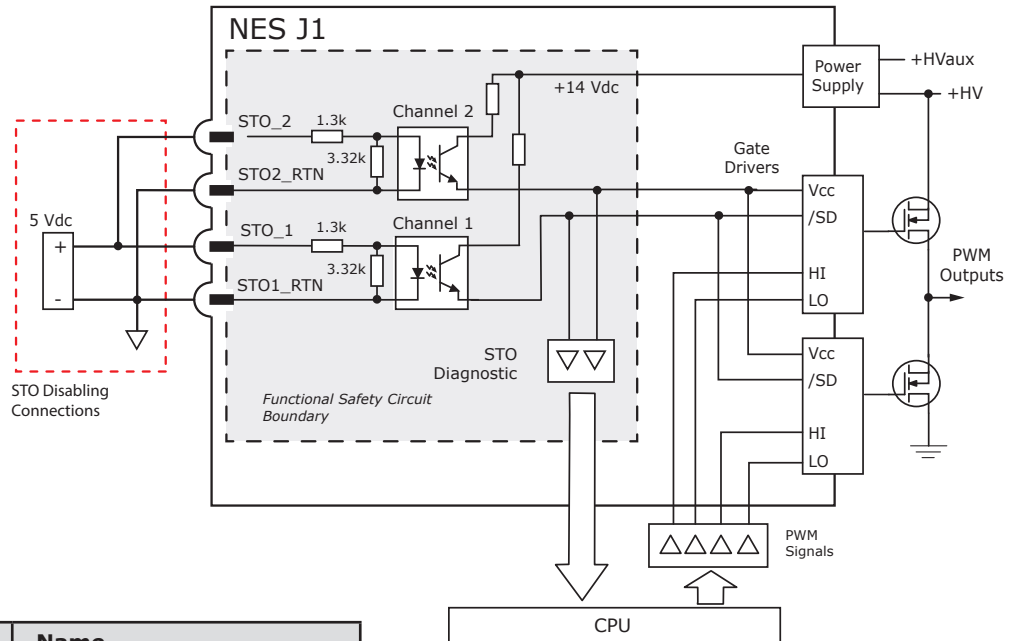 NES J1
+14 Vdc
Power
Supply
+HVaux
+HV
STO_2
1.3k
Channel 2
3.32k
STO2_RTN
Gate
Drivers
Vcc
/SD
HI
LO
PWM
Outputs
5 Vdc
+
-
STO_1
1.3k
Channel 1
3.32k
STO1_RTN
STO
Diagnostic
Vcc
/SD
HI
LO
STO Disabling
Connections
Functional Safety Circuit
Boundary
PWM
Signals
CPU
Name